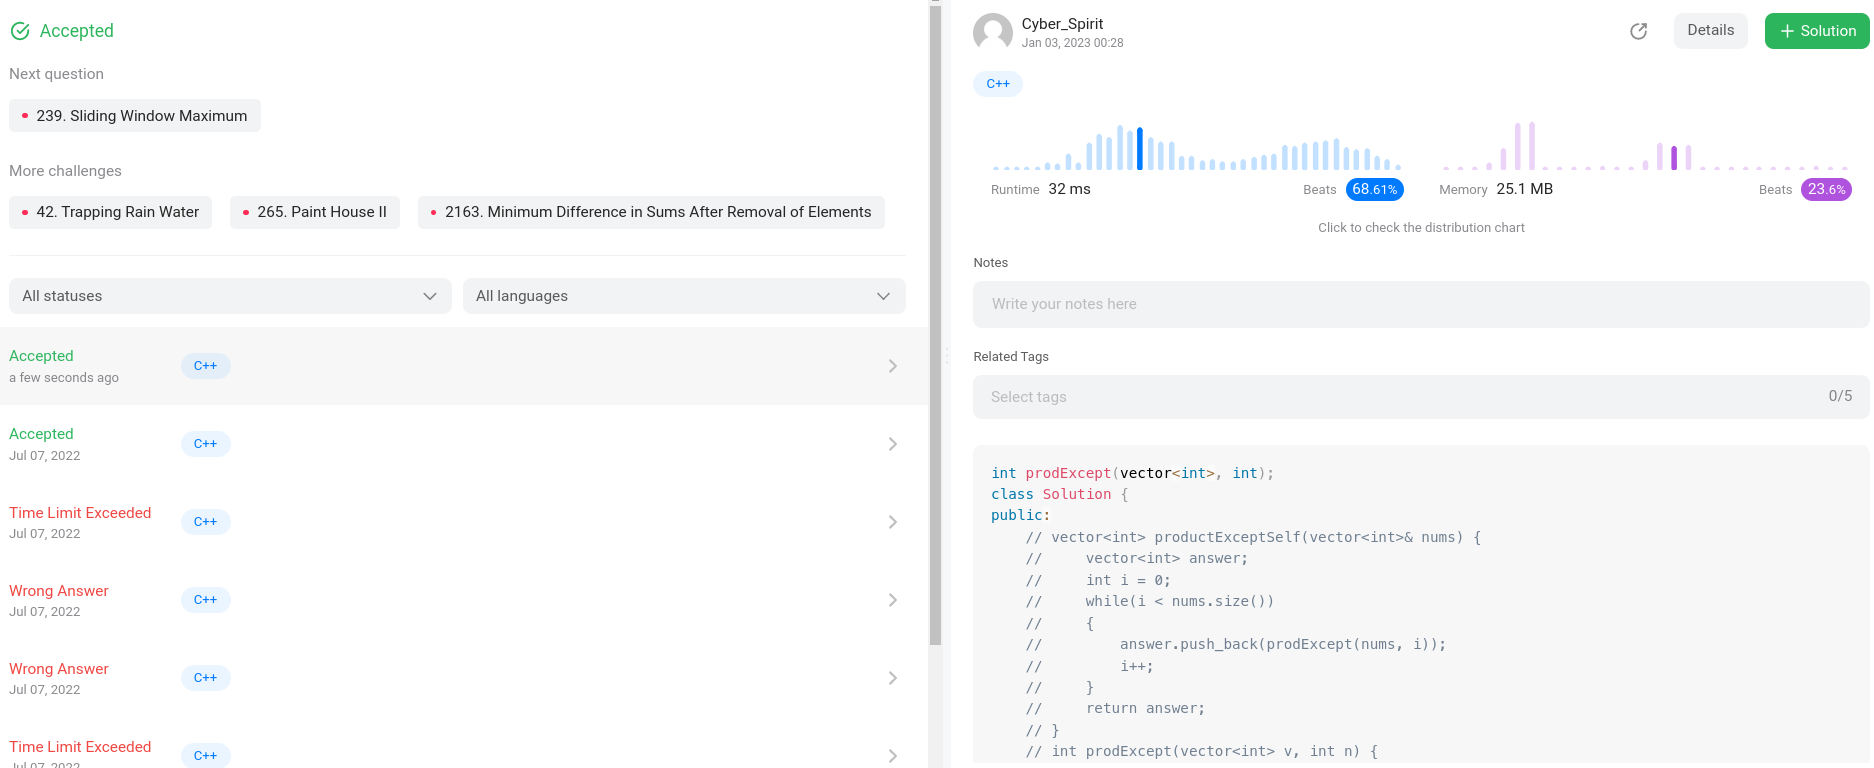 Accepted
Next question
239. Sliding Window Maximum
More challenges
42. Trapping Rain Water
265. Paint House II
2163. Minimum Difference in Sums After Removal of Elements
All statuses
All languages
Accepted
a few seconds ago
C++
Accepted
Jul 07, 2022
C++
Time Limit Exceeded
Jul 07, 2022
C++
Wrong Answer
Jul 07, 2022
C++
Wrong Answer
Jul 07, 2022
C++
Time Limit Exceeded
Jul 07, 2022
C++
Cyber_Spirit
Jan 03, 2023 00:28
Details
+ Solution
C++
Runtime 32 ms
Beats 68.61%
Memory 25.1 MB
Beats 23.6%
Click to check the distribution chart
Notes
Write your notes here
Related Tags
Select tags
0/5
int prodExcept(vector<int>, int);
class Solution {
public:
    // vector<int> productExceptSelf(vector<int>& nums) {
    //     vector<int> answer;
    //     int i = 0;
    //     while(i < nums.size())
    //     {
    //         answer.push_back(prodExcept(nums, i));
    //         i++;
    //     }
    //     return answer;
    // }
    // int prodExcept(vector<int> v, int n) {